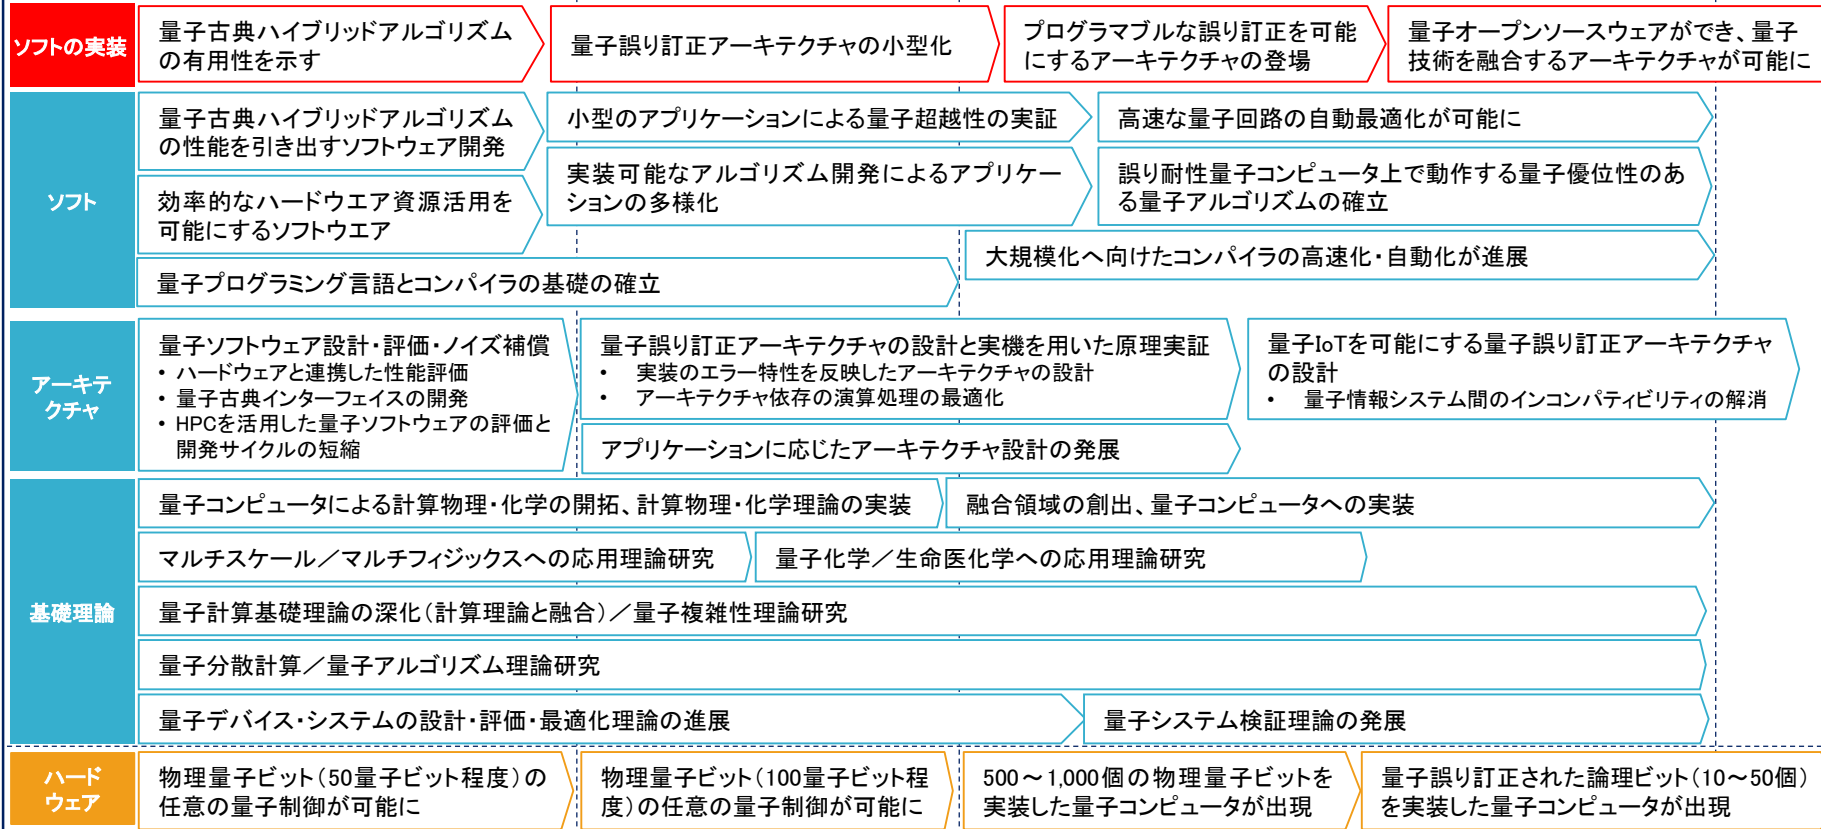 ソフトの実装
量子古典ハイブリッドアルゴリズム
の有用性を示す
量子誤り訂正アーキテクチャの小型化
プログラマブルな誤り訂正を可能
にするアーキテクチャの登場
量子オープンソースウェアができ、量子
技術を融合するアーキテクチャが可能に
ソフト
量子古典ハイブリッドアルゴリズム
の性能を引き出すソフトウェア開発
小型のアプリケーションによる量子超越性の実証
高速な量子回路の自動最適化が可能に
効率的なハードウエア資源活用を
可能にするソフトウエア
実装可能なアルゴリズム開発によるアプリケー
ションの多様化
誤り耐性量子コンピュータ上で動作する量子優位性のあ
る量子アルゴリズムの確立
大規模化へ向けたコンパイラの高速化・自動化が進展
量子プログラミング言語とコンパイラの基礎の確立
アーキテ
クチャ
量子ソフトウェア設計・評価・ノイズ補償
• ハードウェアと連携した性能評価
• 量子古典インターフェイスの開発
• HPCを活用した量子ソフトウェアの評価と
開発サイクルの短縮
量子誤り訂正アーキテクチャの設計と実機を用いた原理実証
• 実装のエラー特性を反映したアーキテクチャの設計
• アーキテクチャ依存の演算処理の最適化
アプリケーションに応じたアーキテクチャ設計の発展
量子IoTを可能にする量子誤り訂正アーキテクチャ
の設計
• 量子情報システム間のインコンパティビリティの解消
基礎理論
量子コンピュータによる計算物理・化学の開拓、計算物理・化学理論の実装
融合領域の創出、量子コンピュータへの実装
マルチスケール／マルチフィジックスへの応用理論研究
量子化学／生命医化学への応用理論研究
量子計算基礎理論の深化（計算理論と融合）／量子複雑性理論研究
量子分散計算／量子アルゴリズム理論研究
量子デバイス・システムの設計・評価・最適化理論の進展
量子システム検証理論の発展
ハード
ウェア
物理量子ビット（50量子ビット程度）の
任意の量子制御が可能に
物理量子ビット（100量子ビット程
度）の任意の量子制御が可能に
500～1,000個の物理量子ビットを
実装した量子コンピュータが出現
量子誤り訂正された論理ビット（10～50個）
を実装した量子コンピュータが出現